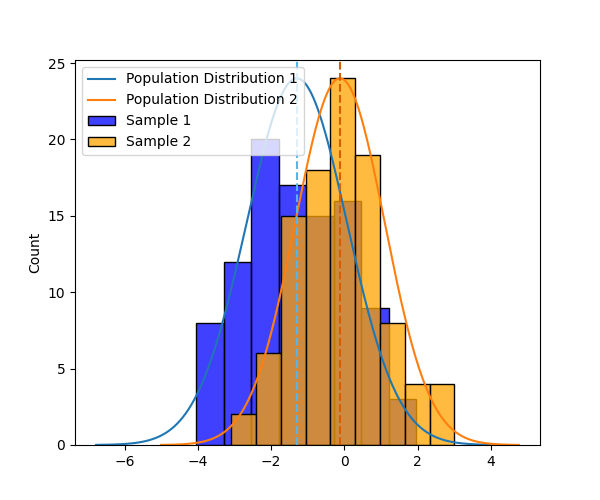 25
Population Distribution 1
Population Distribution 2
Sample 1
Sample 2
20
15
10
5
0
Count
−6
−4
−2
0
2
4